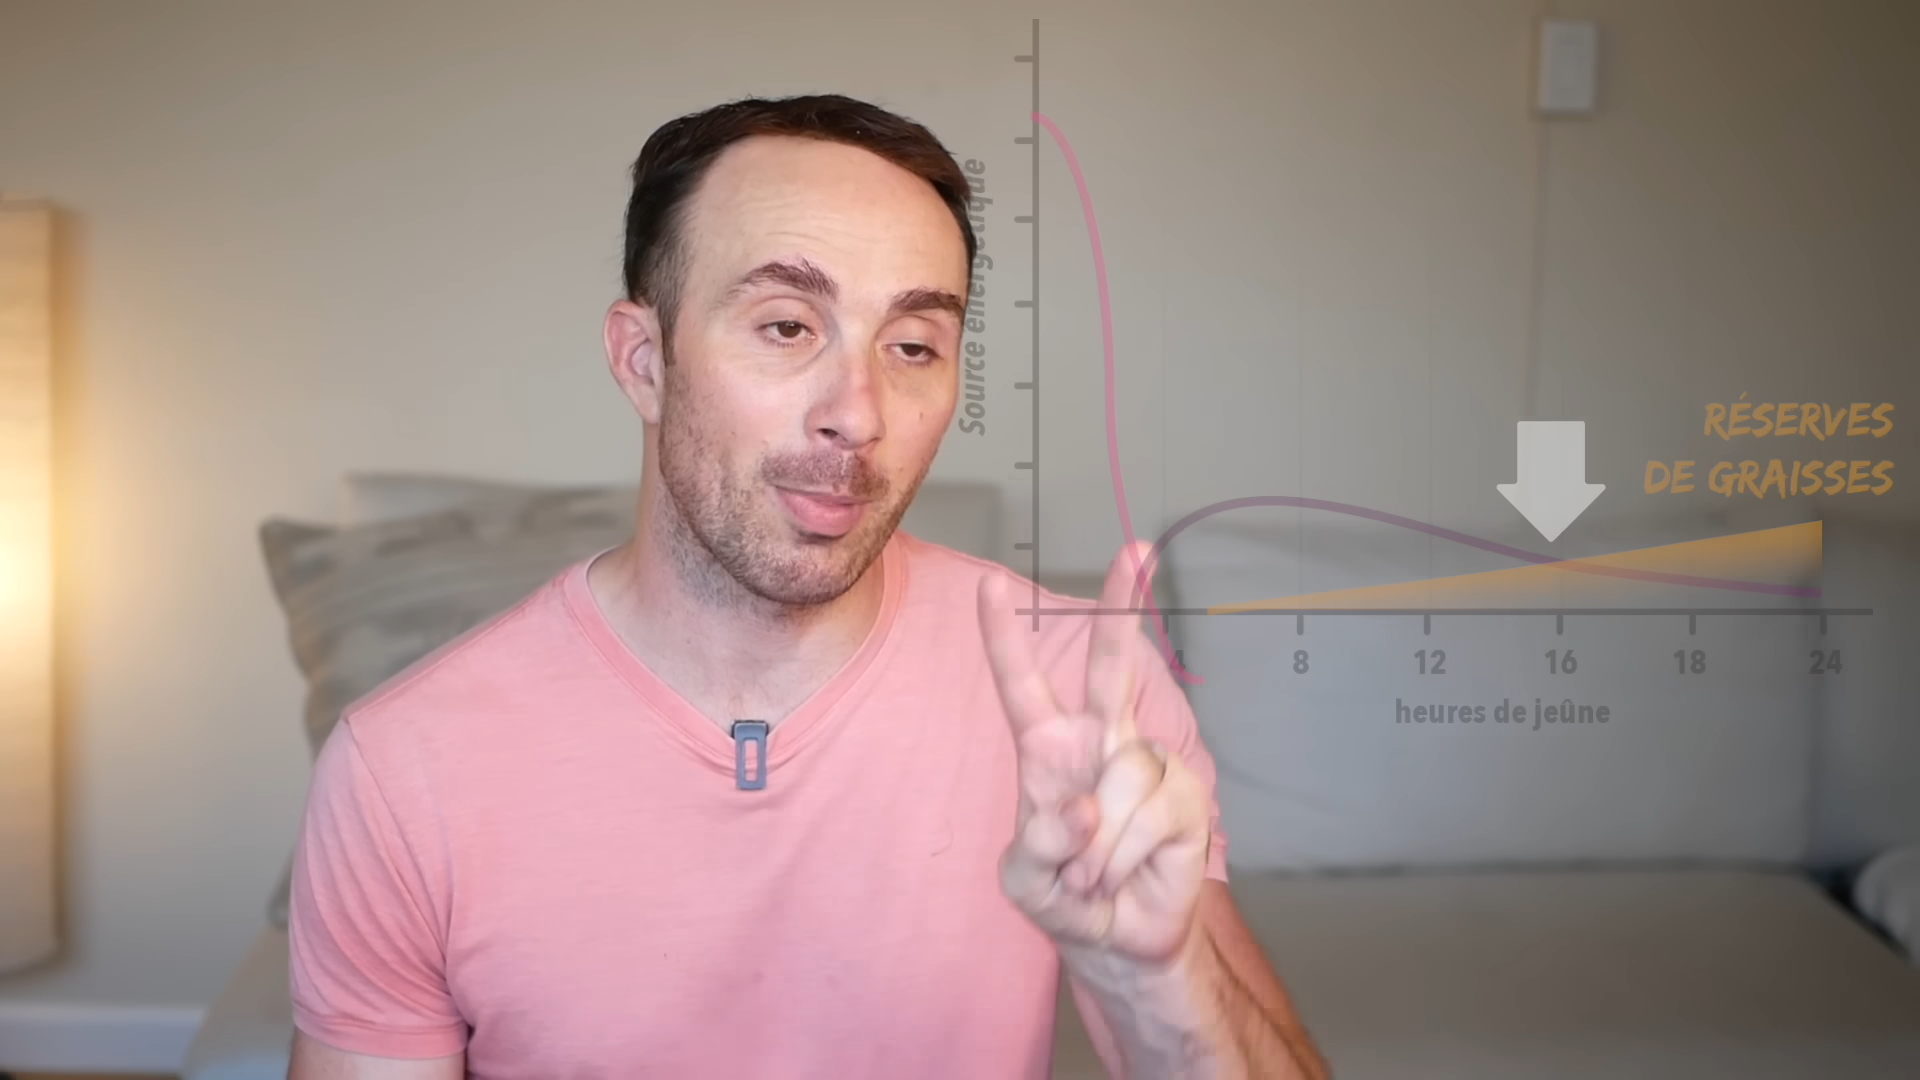 Source énergétique
RÉSERVES
DE GRAISSES
4 8 12 16 18 24
heures de jeûne